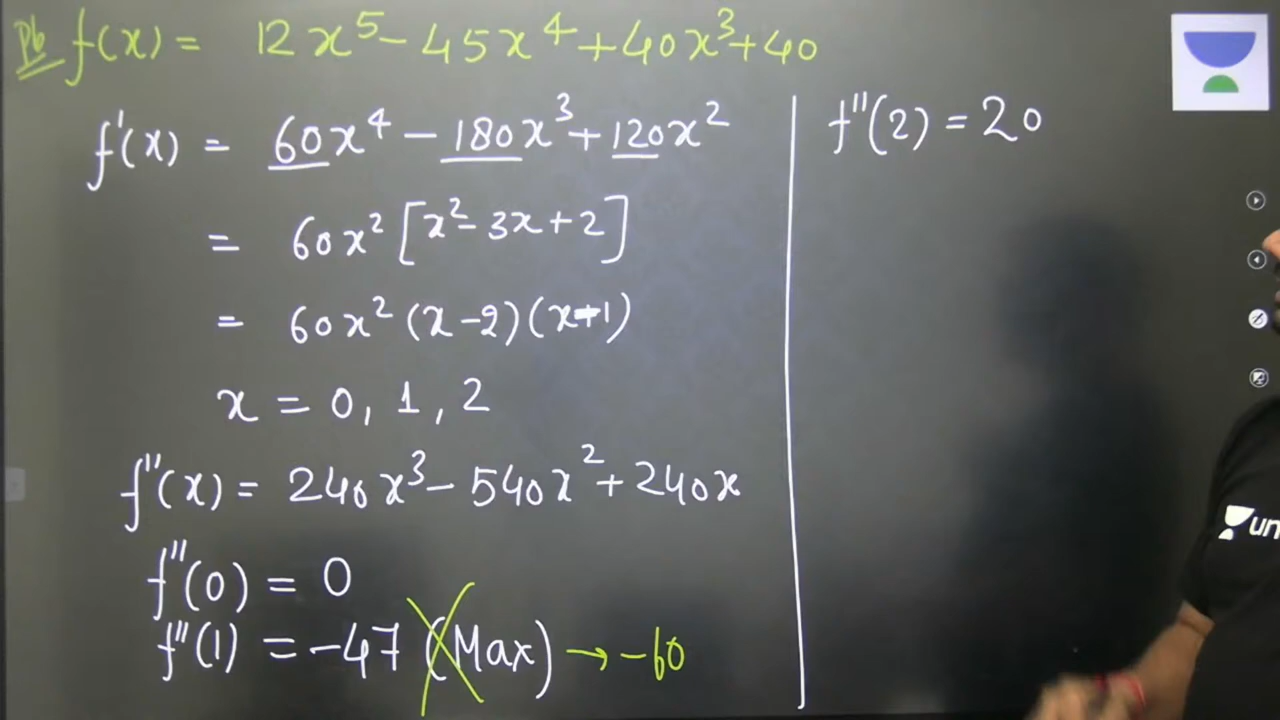 Pb f(x) = 12x⁵ - 45x⁴ + 40x³ + 40
f'(x) = 60x⁴ - 180x³ + 120x²
= 60x² [x² - 3x + 2]
= 60x² (x-2)(x-1)
x = 0, 1, 2
f''(x) = 240x³ - 540x² + 240x
f''(0) = 0
f''(1) = -47 (Max) → -60
f''(2) = 20
un